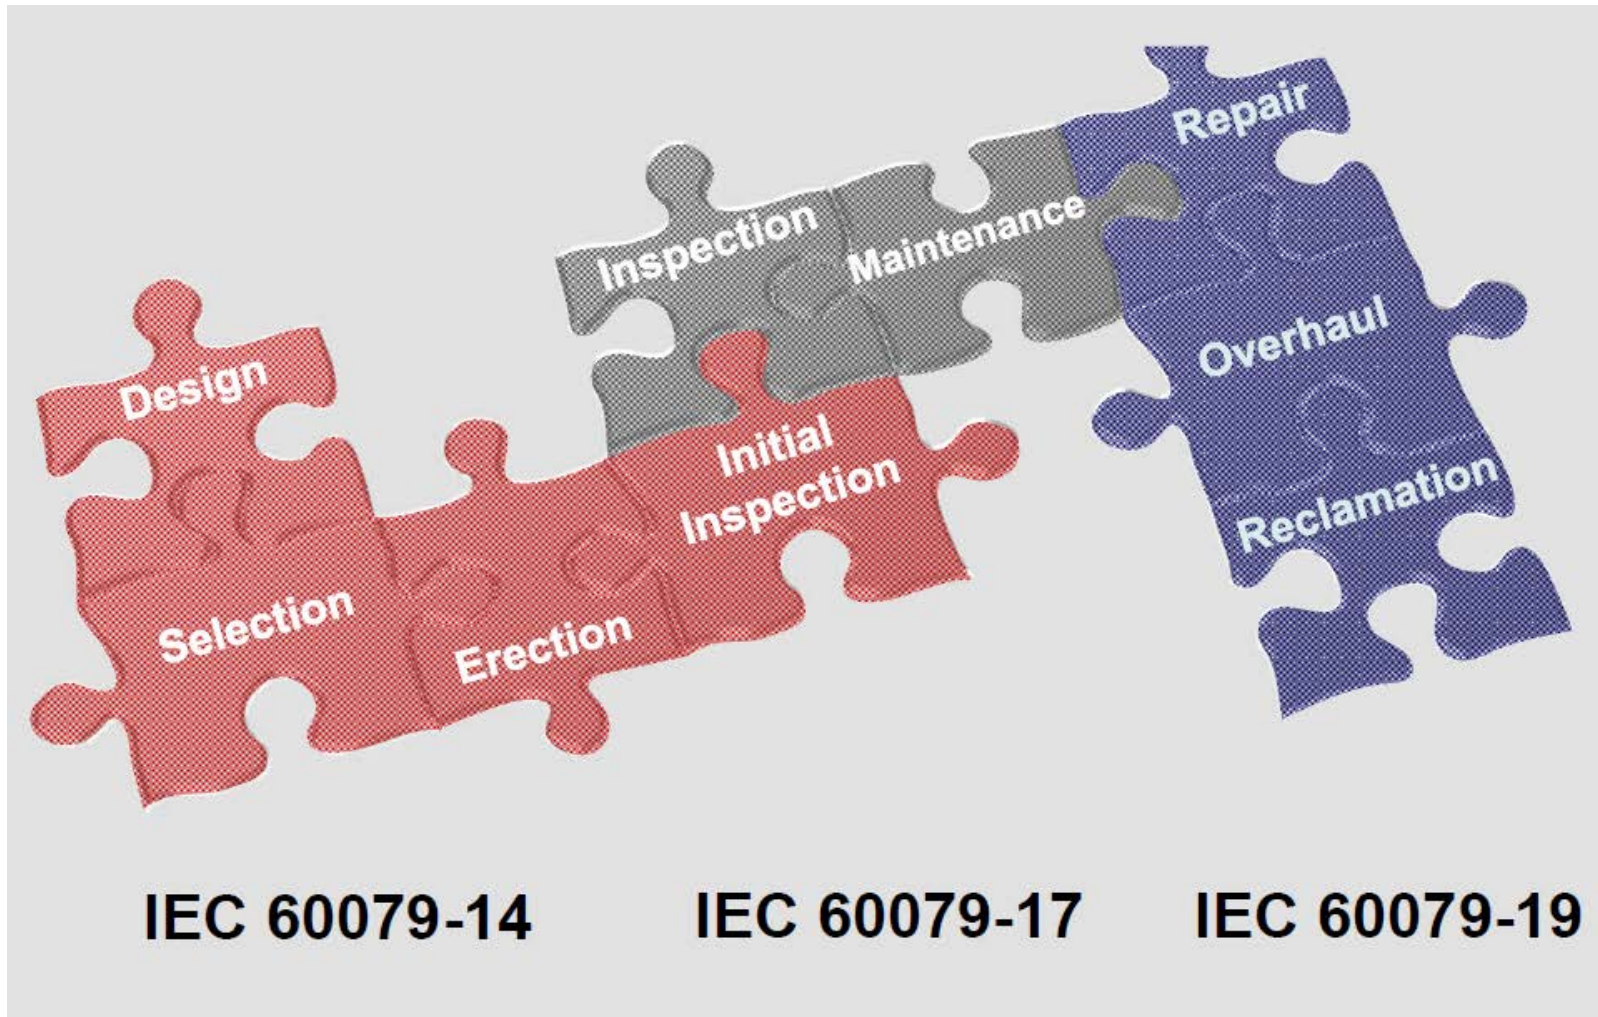 Repair
Inspection
Maintenance
Design
Overhaul
Initial
Inspection
Reclamation
Selection
Erection
IEC 60079-14
IEC 60079-17
IEC 60079-19